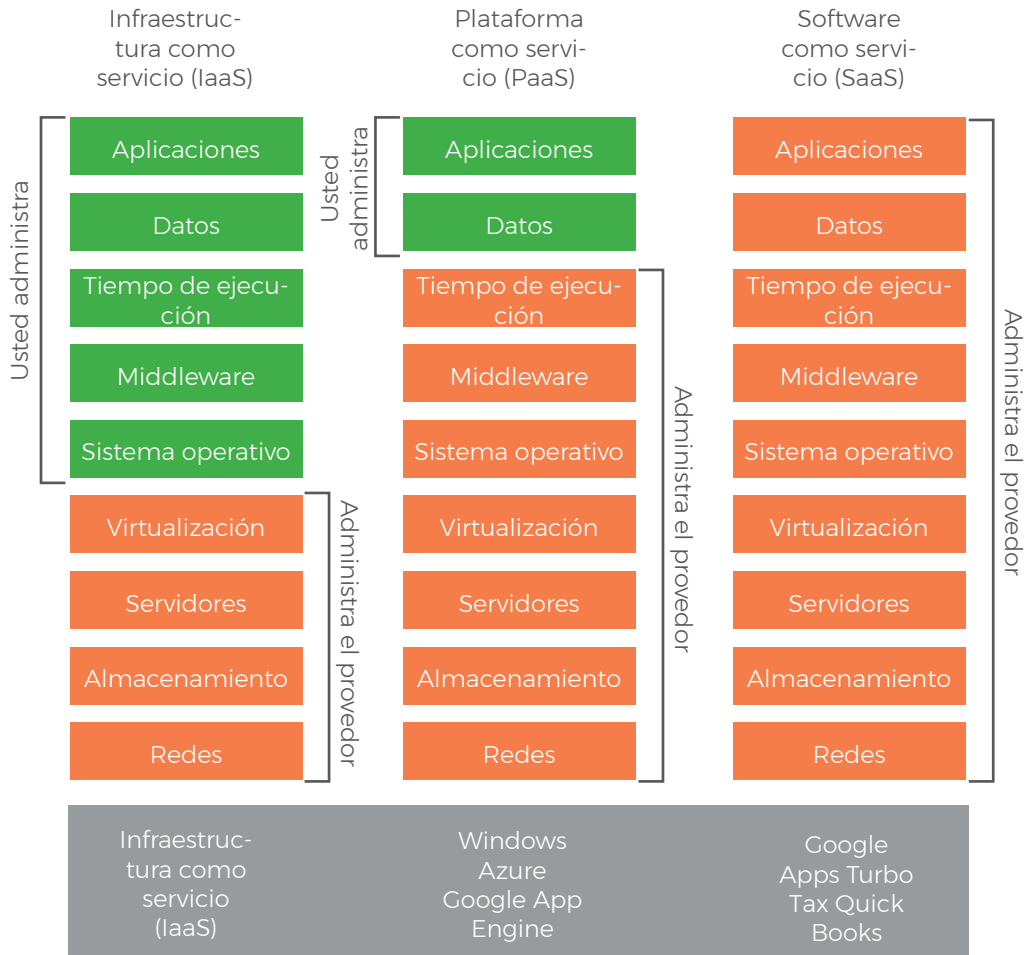 Infraestruc-
tura como
servicio (IaaS)
Plataforma
como servi-
cio (PaaS)
Software
como servi-
cio (SaaS)
Usted administra
Aplicaciones
Datos
Tiempo de ejecu-
ción
Middleware
Sistema operativo
Virtualización
Servidores
Almacenamiento
Redes
Administra el provedor
Usted
administra
Aplicaciones
Datos
Tiempo de ejecu-
ción
Middleware
Sistema operativo
Virtualización
Servidores
Almacenamiento
Redes
Administra el provedor
Aplicaciones
Datos
Tiempo de ejecu-
ción
Middleware
Sistema operativo
Virtualización
Servidores
Almacenamiento
Redes
Administra el provedor
Infraestruc-
tura como
servicio
(IaaS)
Windows
Azure
Google App
Engine
Google
Apps Turbo
Tax Quick
Books